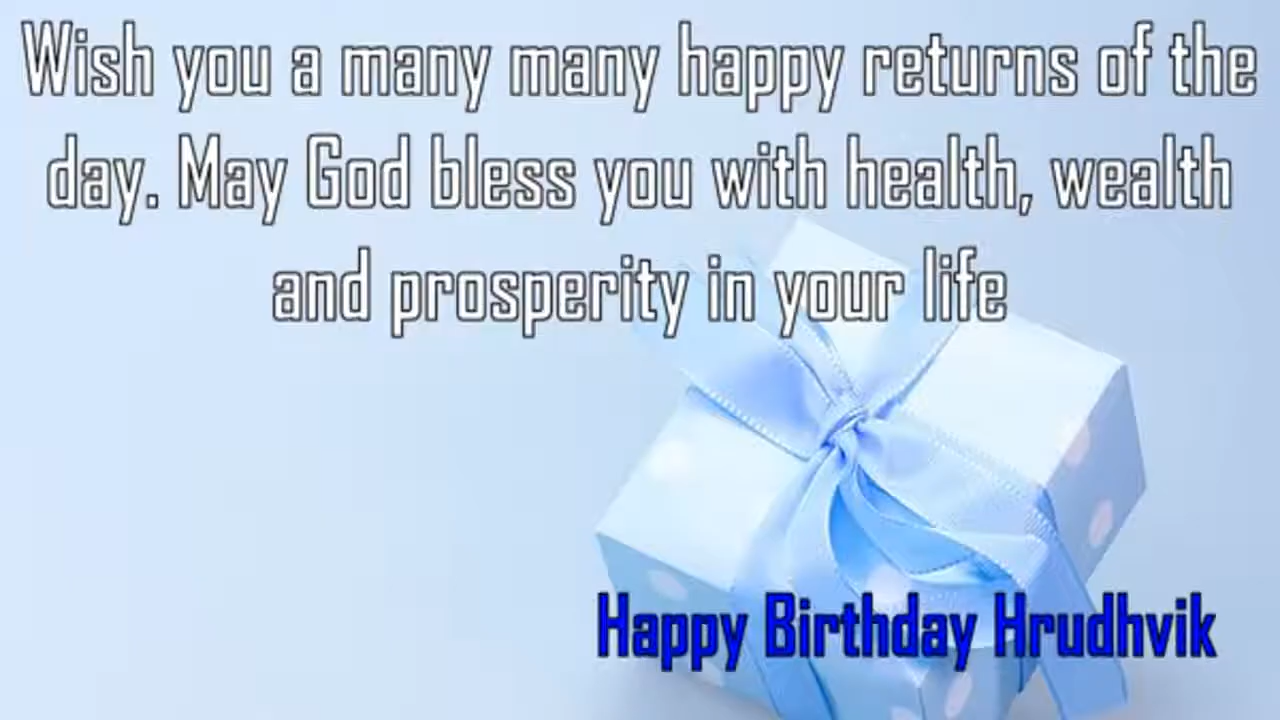 Wish you a many many happy returns of the
day. May God bless you with health, wealth
and prosperity in your life
Happy Birthday Hrudhvik